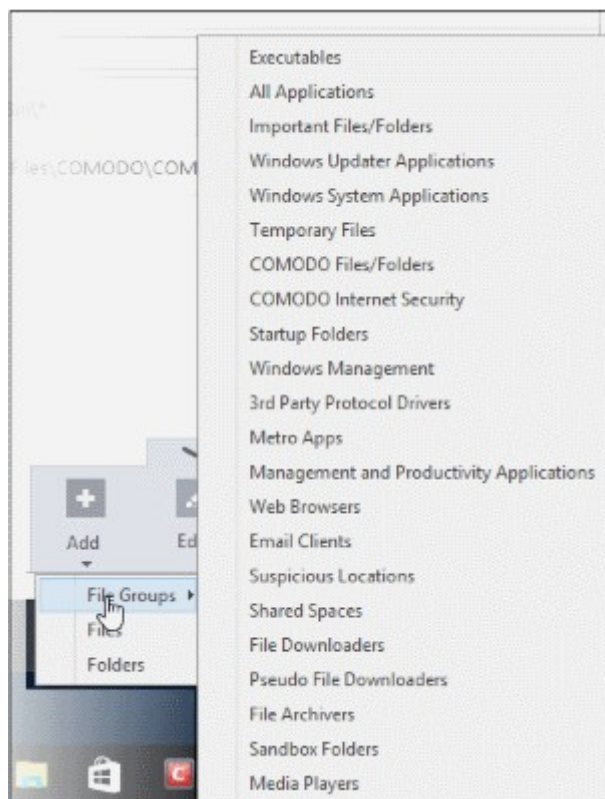 Executables
All Applications
Important Files/Folders
Windows Updater Applications
Files\COMODO\COM
Windows System Applications
Temporary Files
COMODO Files/Folders
COMODO Internet Security
Startup Folders
Windows Management
3rd Party Protocol Drivers
Metro Apps
Management and Productivity Applications
Web Browsers
Email Clients
Suspicious Locations
Shared Spaces
File Downloaders
Pseudo File Downloaders
File Archivers
Sandbox Folders
Media Players
Add
File Groups
Files
Folders